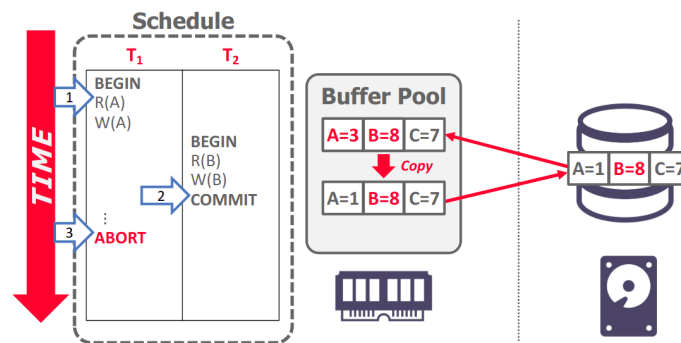 Schedule
T1 T2
TIME
1
BEGIN
R(A)
W(A)
BEGIN
R(B)
W(B)
2
COMMIT
⋮
3
ABORT
Buffer Pool
A=3 B=8 C=7
Copy
A=1 B=8 C=7
A=1 B=8 C=7